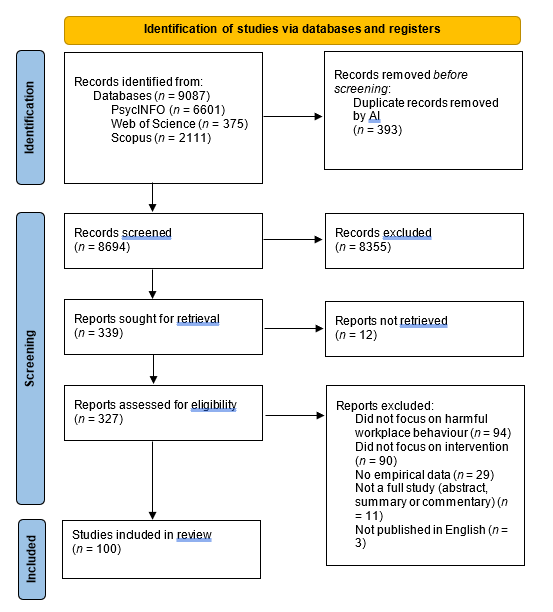 Identification of studies via databases and registers
Identification
Records identified from:
Databases (n = 9087)
PsycINFO (n = 6601)
Web of Science (n = 375)
Scopus (n = 2111)
Records removed before
screening:
Duplicate records removed
by AI
(n = 393)
Screening
Records screened
(n = 8694)
Records excluded
(n = 8355)
Reports sought for retrieval
(n = 339)
Reports not retrieved
(n = 12)
Reports assessed for eligibility
(n = 327)
Reports excluded:
Did not focus on harmful
workplace behaviour (n = 94)
Did not focus on intervention
(n = 90)
No empirical data (n = 29)
Not a full study (abstract,
summary or commentary) (n
= 11)
Not published in English (n =
3)
Included
Studies included in review
(n = 100)